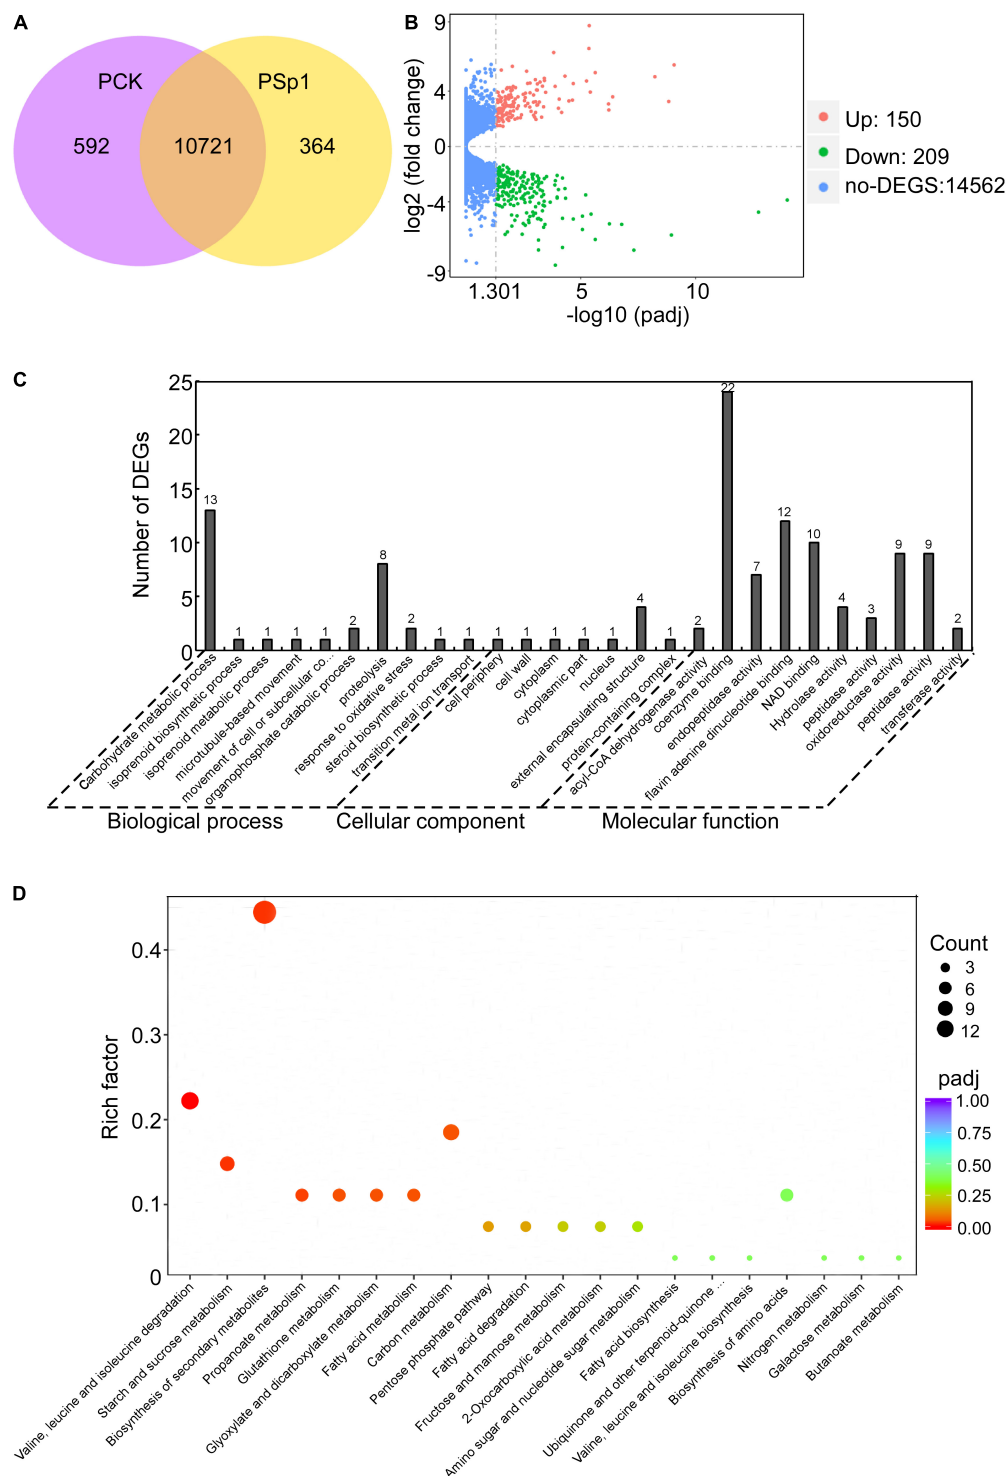 A
PCK
PSp1
592
10721
364
B
9
4
0
-4
-9
log2 (fold change)
1.301
5
10
-log10 (padj)
Up: 150
Down: 209
no-DEGS:14562
C
25
20
15
10
5
0
Number of DEGs
13
1
1
1
1
2
8
2
1
1
1
1
1
1
1
4
1
2
22
7
12
10
4
3
9
9
2
Carbohydrate metabolic process
isoprenoid biosynthetic process
isoprenoid metabolic process
microtubule-based movement
movement of cell or subcellular co...
organophosphate catabolic process
proteolysis
response to oxidative stress
steroid biosynthetic process
transition metal ion transport
cell periphery
cell wall
cytoplasm
cytoplasmic part
nucleus
external encapsulating structure
protein-containing complex
acyl-CoA dehydrogenase activity
coenzyme binding
endopeptidase activity
flavin adenine dinucleotide binding
NAD binding
Hydrolase activity
peptidase activity
oxidoreductase activity
peptidase activity
transferase activity
Biological process
Cellular component
Molecular function
D
0.4
0.3
0.2
0.1
0
Rich factor
Count
3
6
9
12
padj
1.00
0.75
0.50
0.25
0.00
Valine, leucine and isoleucine degradation
Starch and sucrose metabolism
Biosynthesis of secondary metabolites
Propanoate metabolism
Glutathione metabolism
Glyoxylate and dicarboxylate metabolism
Fatty acid metabolism
Carbon metabolism
Pentose phosphate pathway
Fatty acid degradation
Fructose and mannose metabolism
2-Oxocarboxylic acid metabolism
Amino sugar and nucleotide sugar metabolism
Fatty acid biosynthesis
Ubiquinone and other terpenoid-quinone ...
Valine, leucine and isoleucine biosynthesis
Biosynthesis of amino acids
Nitrogen metabolism
Galactose metabolism
Butanoate metabolism